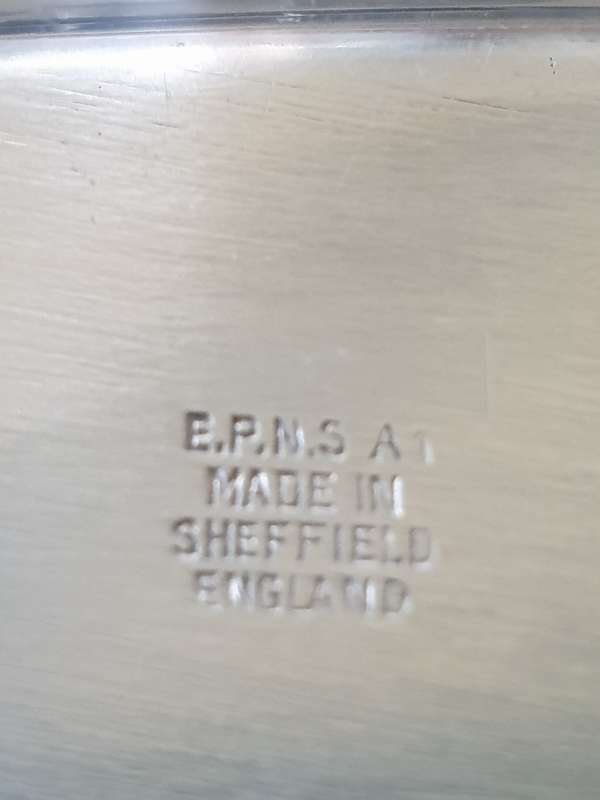 E.P.N.S A1
MADE IN
SHEFFIELD
ENGLAND